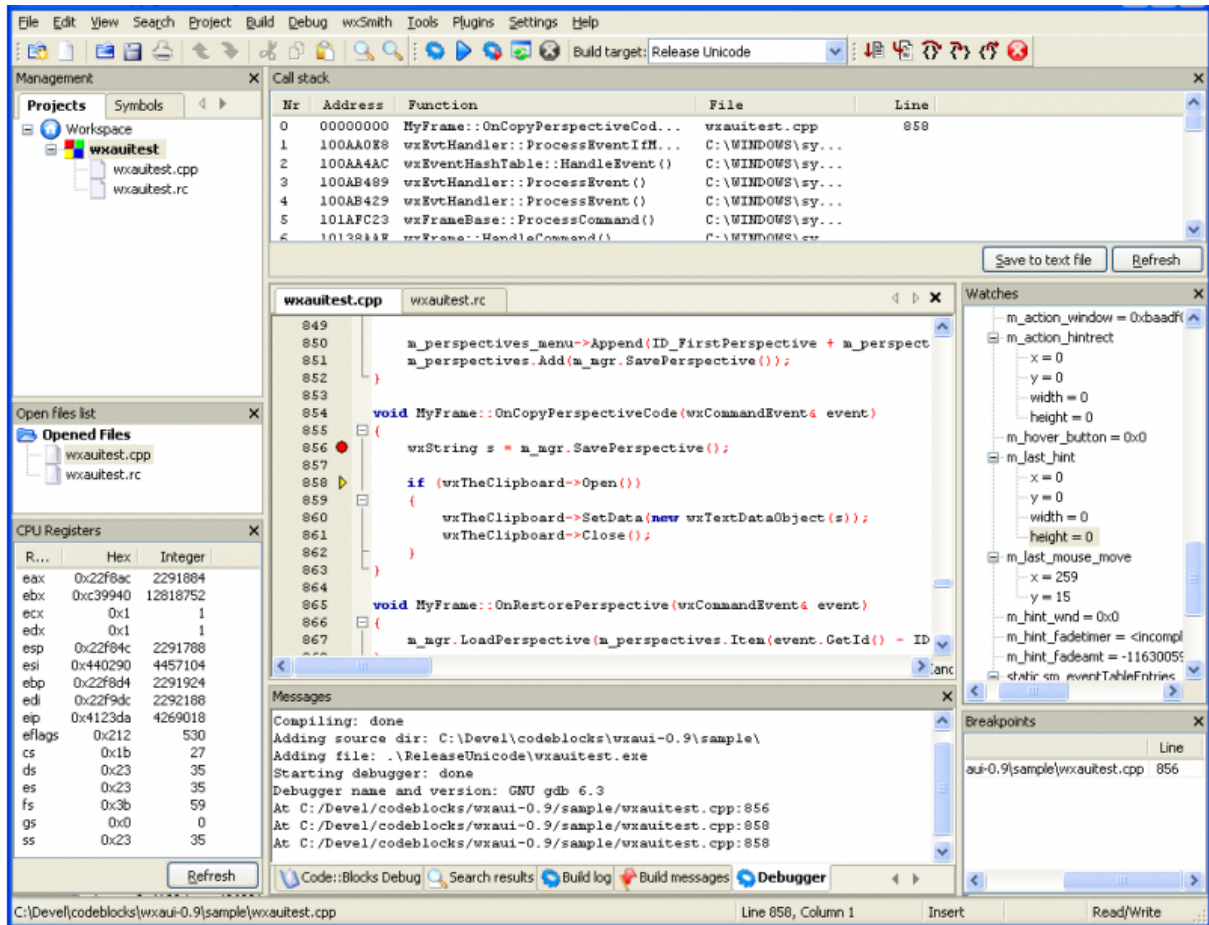 File Edit View Search Project Build Debug wxSmith Tools Plugins Settings Help
Build target: Release Unicode
Management
Projects Symbols
Workspace
wxauitest
wxauitest.cpp
wxauitest.rc
Call stack
Nr Address Function File Line
0 00000000 MyFrame::OnCopyPerspectiveCod... wxauitest.cpp 858
1 100AA0E8 wxEvtHandler::ProcessEventIfM... C:\WINDOWS\sy...
2 100AA4AC wxEventHashTable::HandleEvent() C:\WINDOWS\sy...
3 100AB489 wxEvtHandler::ProcessEvent() C:\WINDOWS\sy...
4 100AB429 wxEvtHandler::ProcessEvent() C:\WINDOWS\sy...
5 101AFC23 wxFrameBase::ProcessCommand() C:\WINDOWS\sy...
6 wxFrame::HandleCommand() C:\WINDOWS\sy
Save to text file Refresh
Open files list
Opened Files
wxauitest.cpp
wxauitest.rc
wxauitest.cpp wxauitest.rc
849
850 m_perspectives_menu->Append(ID_FirstPerspective + m_perspect
851 m_perspectives.Add(m_mgr.SavePerspective());
852 }
853
854 void MyFrame::OnCopyPerspectiveCode(wxCommandEvent& event)
855 {
856 wxString s = m_mgr.SavePerspective();
857
858 if (wxTheClipboard->Open())
859 {
860 wxTheClipboard->SetData(new wxTextDataObject(s));
861 wxTheClipboard->Close();
862 }
863 }
864
865 void MyFrame::OnRestorePerspective(wxCommandEvent& event)
866 {
867 m_mgr.LoadPerspective(m_perspectives.Item(event.GetId() - ID
Watches
m_action_window = 0xbaadf(
m_action_hintrect
x = 0
y = 0
width = 0
height = 0
m_hover_button = 0x0
m_last_hint
x = 0
y = 0
width = 0
height = 0
m_last_mouse_move
x = 259
y = 15
m_hint_wnd = 0x0
m_hint_fadetimer = <incompl
m_hint_fadeamt = -11630059
static sm_eventTableEntries
CPU Registers
R... Hex Integer
eax 0x22f8ac 2291884
ebx 0xc39940 12818752
ecx 0x1 1
edx 0x1 1
esp 0x22f84c 2291788
esi 0x440290 4457104
ebp 0x22f8d4 2291924
edi 0x22f9dc 2292188
eip 0x4123da 4269018
eflags 0x212 530
cs 0x1b 27
ds 0x23 35
es 0x23 35
fs 0x3b 59
gs 0x0 0
ss 0x23 35
Refresh
Messages
Compiling: done
Adding source dir: C:\Devel\codeblocks\wxaui-0.9\sample\
Adding file: .\ReleaseUnicode\wxauitest.exe
Starting debugger: done
Debugger name and version: GNU gdb 6.3
At C:/Devel/codeblocks/wxaui-0.9/sample/wxauitest.cpp:856
At C:/Devel/codeblocks/wxaui-0.9/sample/wxauitest.cpp:858
At C:/Devel/codeblocks/wxaui-0.9/sample/wxauitest.cpp:858
Code::Blocks Debug Search results Build log Build messages Debugger
Breakpoints
Line
aui-0.9\sample\wxauitest.cpp 856
C:\Devel\codeblocks\wxaui-0.9\sample\wxauitest.cpp Line 858, Column 1 Insert Read/Write